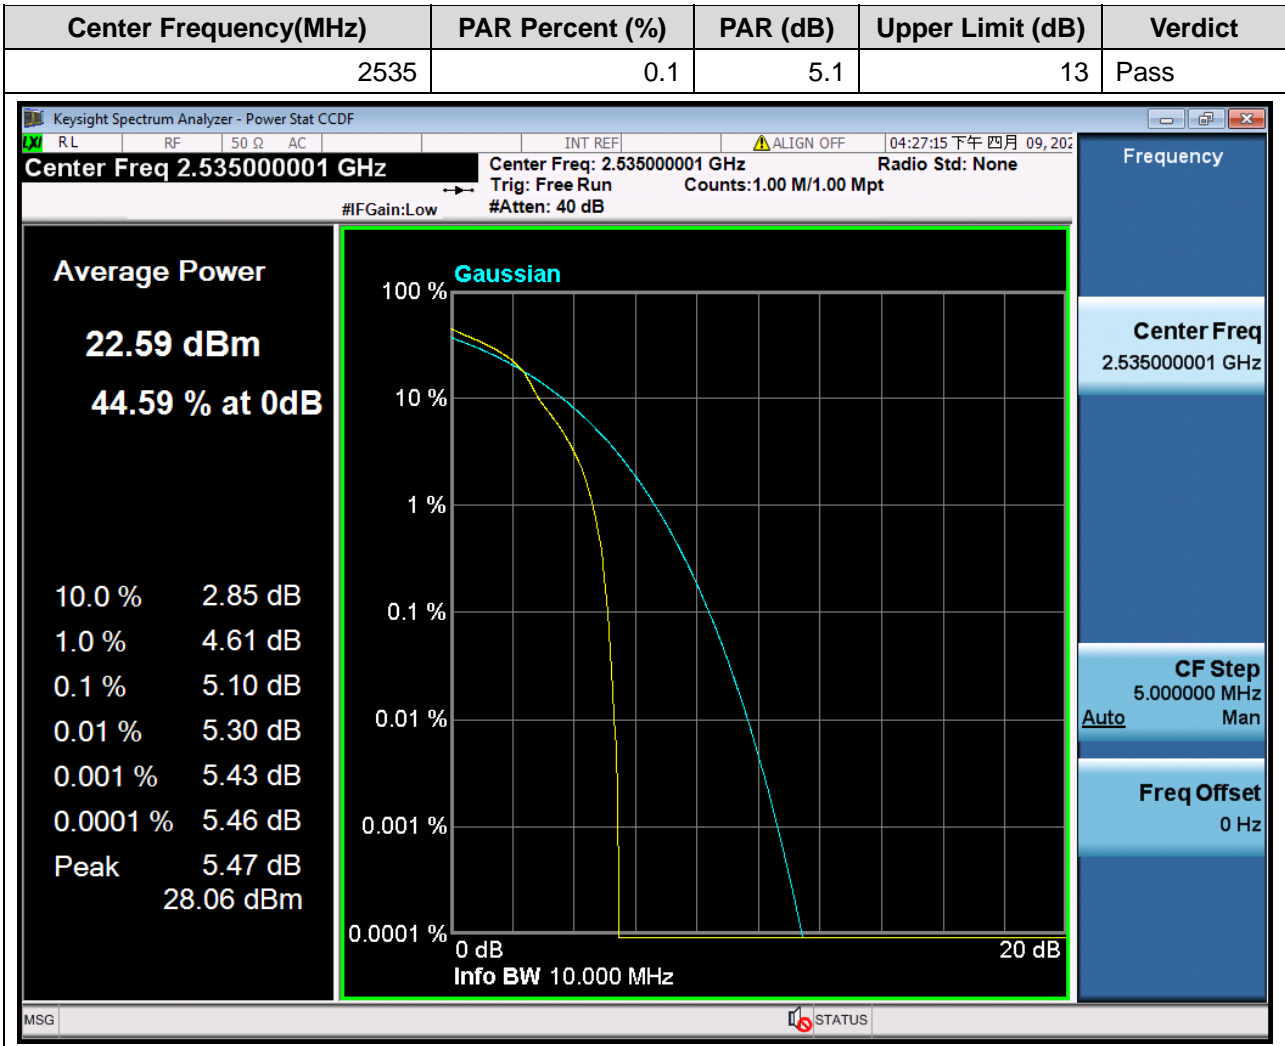 Center Frequency(MHz) PAR Percent (%) PAR (dB) Upper Limit (dB) Verdict
2535 0.1 5.1 13 Pass
Keysight Spectrum Analyzer - Power Stat CCDF
LXI RL RF 50 Ω AC INT REF ALIGN OFF 04:27:15 下午 四月 09, 202
Center Freq 2.535000001 GHz
Center Freq: 2.535000001 GHz Radio Std: None
Trig: Free Run Counts:1.00 M/1.00 Mpt
#IFGain:Low #Atten: 40 dB
Average Power
22.59 dBm
44.59 % at 0dB
10.0 % 2.85 dB
1.0 % 4.61 dB
0.1 % 5.10 dB
0.01 % 5.30 dB
0.001 % 5.43 dB
0.0001 % 5.46 dB
Peak 5.47 dB
28.06 dBm
Gaussian
100 %
10 %
1 %
0.1 %
0.01 %
0.001 %
0.0001 %
0 dB 20 dB
Info BW 10.000 MHz
Frequency
Center Freq
2.535000001 GHz
CF Step
5.000000 MHz
Auto Man
Freq Offset
0 Hz
MSG STATUS